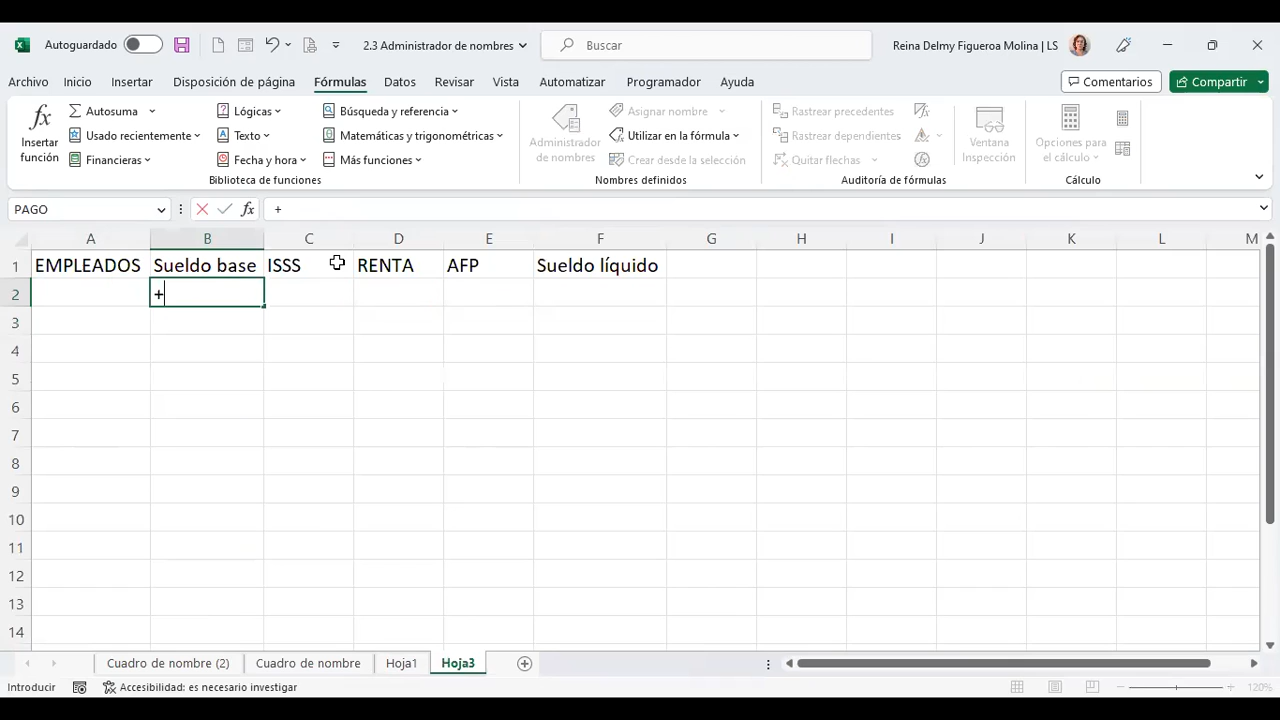 Autoguardado 2.3 Administrador de nombres Buscar Reina Delmy Figueroa Molina | LS
Archivo Inicio Insertar Disposición de página Fórmulas Datos Revisar Vista Automatizar Programador Ayuda Comentarios Compartir
Insertar función
Autosuma
Usado recientemente
Financieras
Lógicas
Texto
Fecha y hora
Búsqueda y referencia
Matemáticas y trigonométricas
Más funciones
Biblioteca de funciones
Administrador de nombres
Asignar nombre
Utilizar en la fórmula
Crear desde la selección
Nombres definidos
Rastrear precedentes
Rastrear dependientes
Quitar flechas
Ventana Inspección
Auditoría de fórmulas
Opciones para el cálculo
Cálculo
PAGO fx +
A B C D E F G H I J K L M
1 EMPLEADOS Sueldo base ISSS RENTA AFP Sueldo líquido
2 +
3
4
5
6
7
8
9
10
11
12
13
14
Cuadro de nombre (2) Cuadro de nombre Hoja1 Hoja3
Introducir Accesibilidad: es necesario investigar 120%